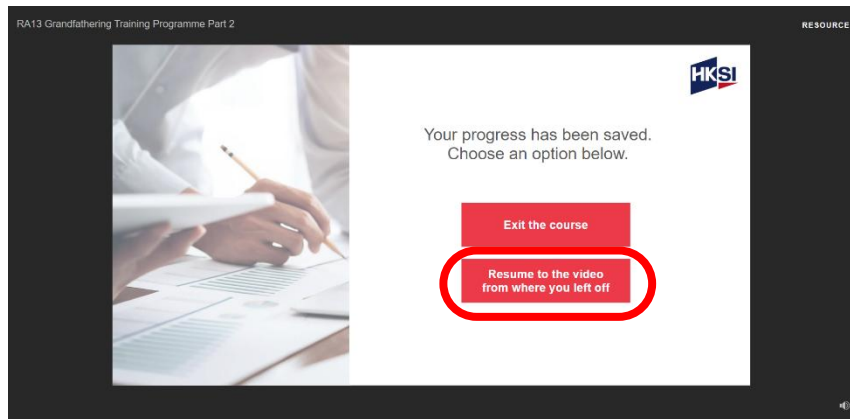 RA13 Grandfathering Training Programme Part 2
RESOURCE
HKSI
Your progress has been saved.
Choose an option below.
Exit the course
Resume to the video
from where you left off